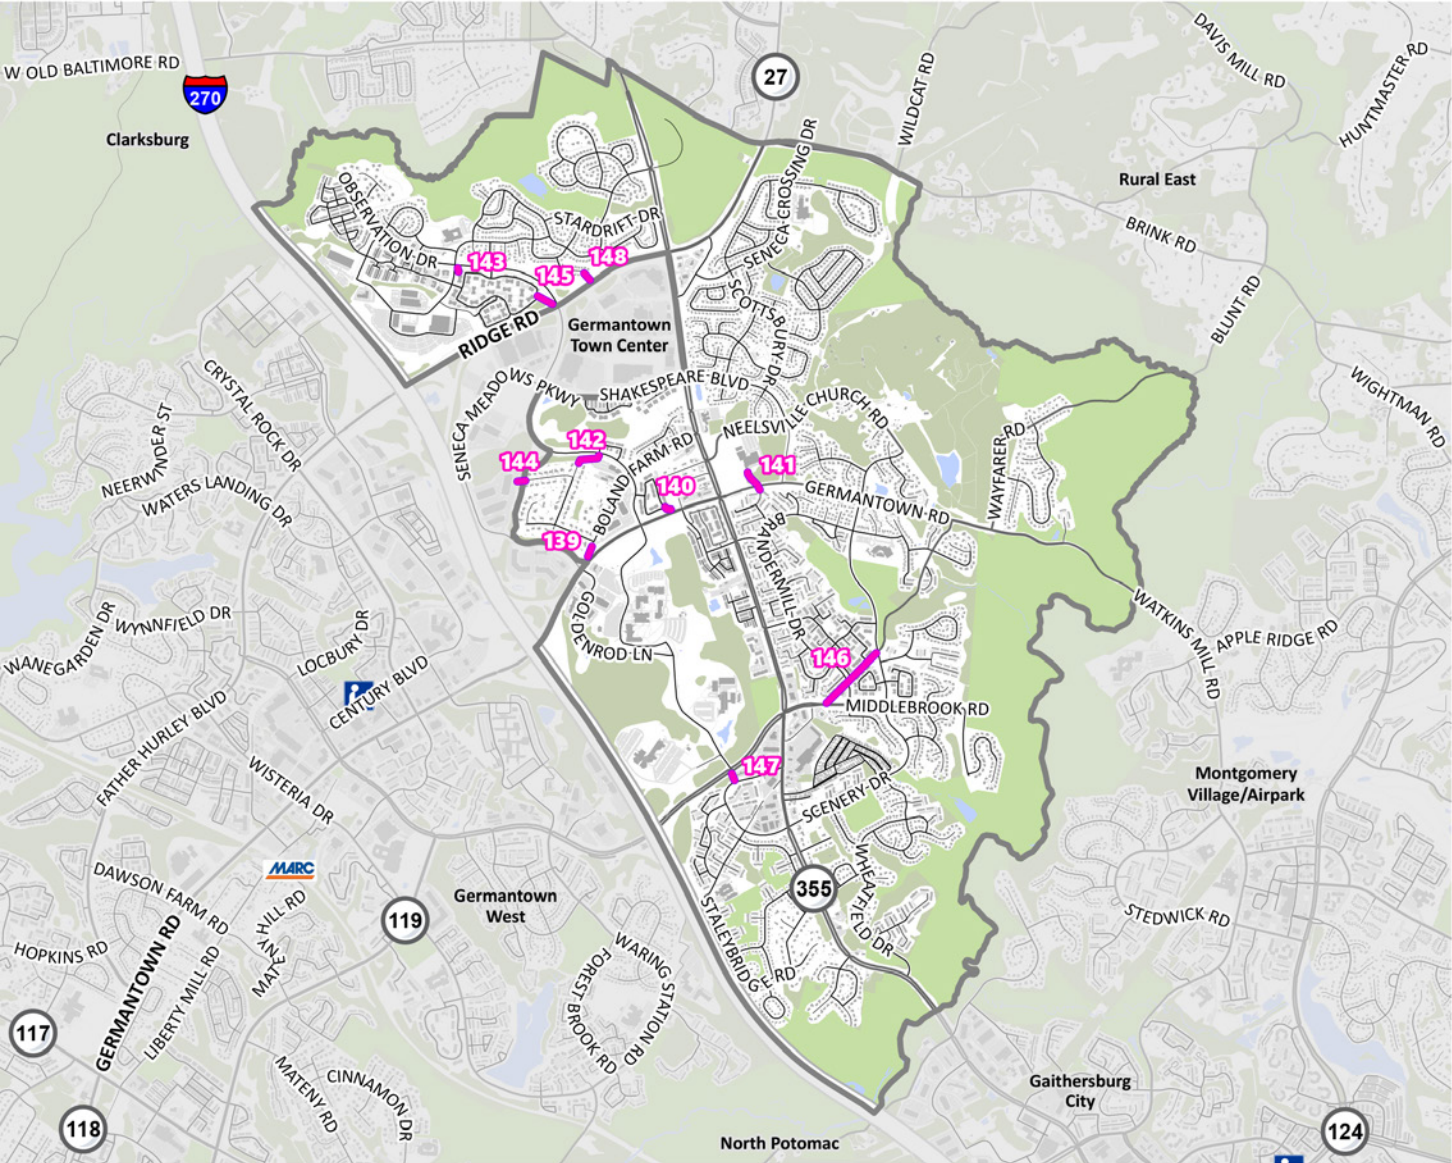 W OLD BALTIMORE RD
270
Clarksburg
27
WILDCAT RD
DAVIS MILL RD
HUNTMASTER RD
Rural East
BRINK RD
BLUNT RD
WIGHTMAN RD
OBSERVATION DR
STARDRIFT DR
SENECA CROSSING DR
143
145
148
RIDGE RD
Germantown
Town Center
SCOTTSBURY DR
SHAKESPEARE BLVD
SENECA MEADOWS PKWY
NEELSVILLE CHURCH RD
CRYSTAL ROCK DR
NEERWINDER ST
WATERS LANDING DR
142
144
BOLAND FARM RD
140
141
139
GERMANTOWN RD
WAYFARER RD
BRANDERMILL DR
GOLDENROD LN
WATKINS MILL RD
APPLE RIDGE RD
WANEGARDEN DR
WYNNFIELD DR
LOCBURY DR
CENTURY BLVD
FATHER HURLEY BLVD
146
MIDDLEBROOK RD
147
WISTERIA DR
SCENERY DR
Montgomery
Village/Airpark
MARC
DAWSON FARM RD
HOPKINS RD
GERMANTOWN RD
LIBERTY MILL RD
MATENY HILL RD
119
Germantown
West
355
WHEATFIELD DR
STALEYBRIDGE RD
STEDWICK RD
WARING STATION RD
FOREST BROOK RD
117
118
MATENY RD
CINNAMON DR
Gaithersburg
City
North Potomac
124